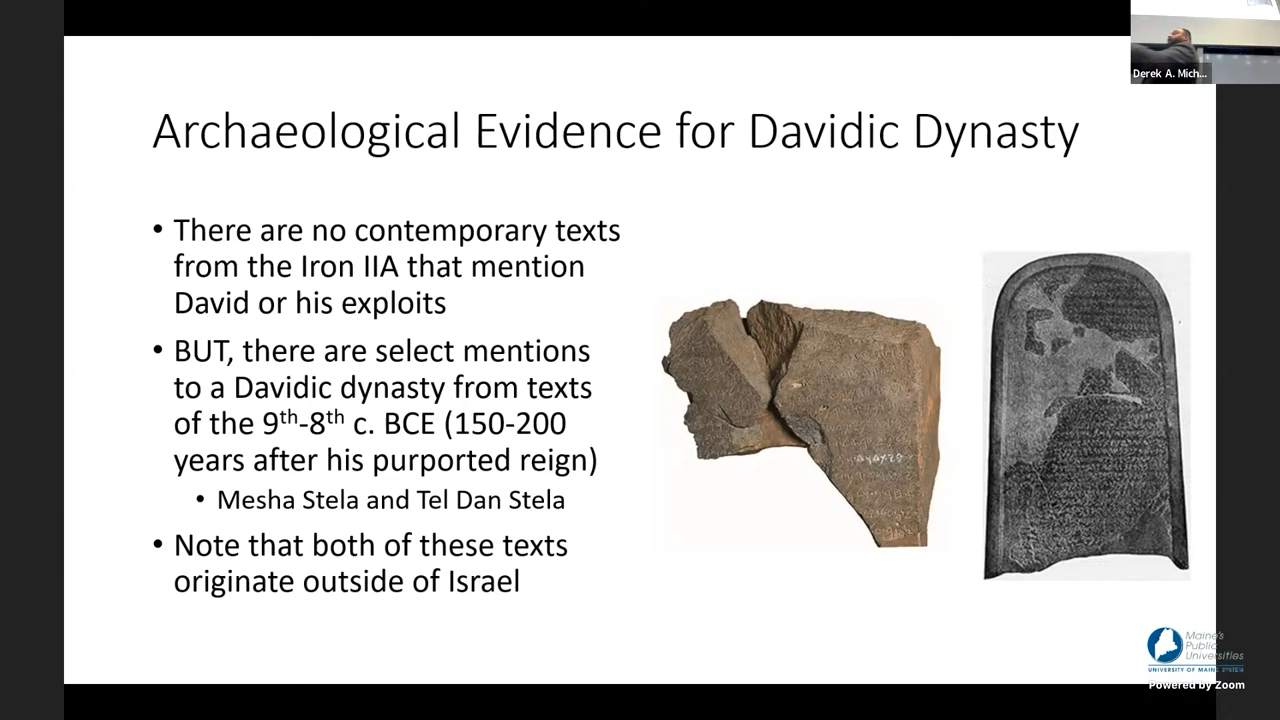 Derek A. Mich...
Archaeological Evidence for Davidic Dynasty
• There are no contemporary texts
from the Iron IIA that mention
David or his exploits
• BUT, there are select mentions
to a Davidic dynasty from texts
of the 9th-8th c. BCE (150-200
years after his purported reign)
• Mesha Stela and Tel Dan Stela
• Note that both of these texts
originate outside of Israel
Maine's
Public
Universities
UNIVERSITY OF MAINE SYSTEM
Powered by Zoom